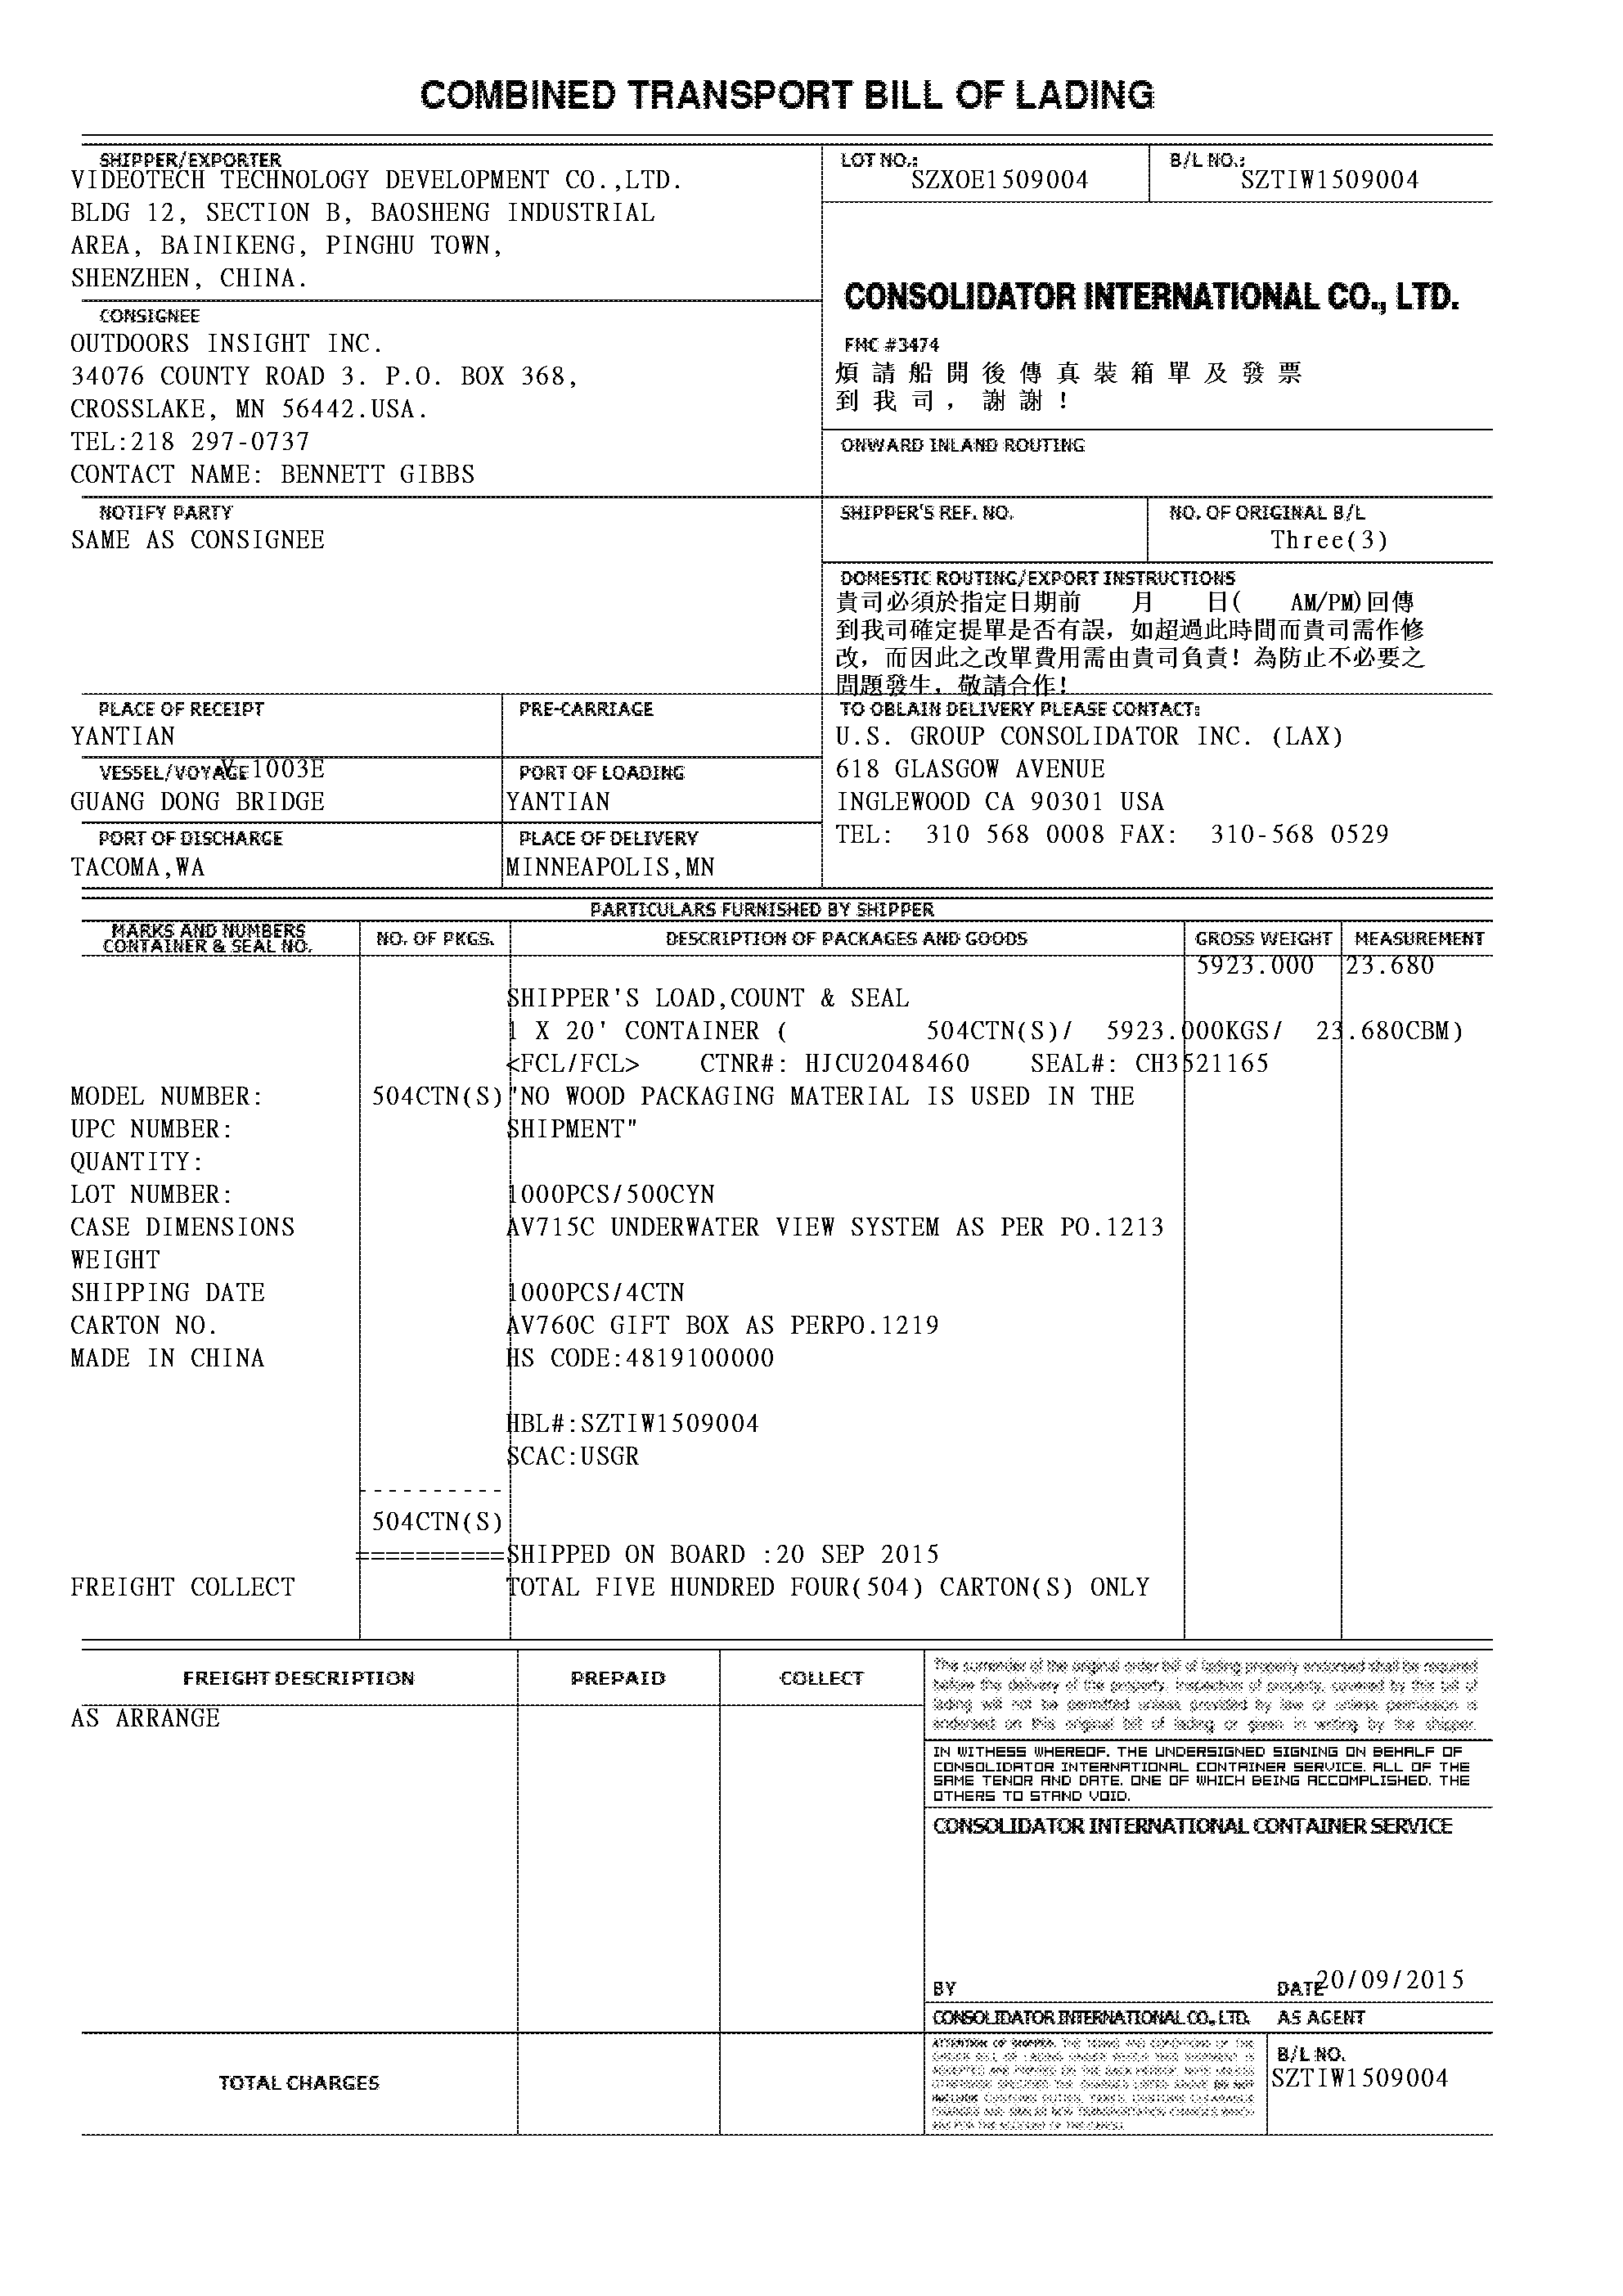 COMBINED TRANSPORT BILL OF LADING
SHIPPER/EXPORTER
VIDEOTECH TECHNOLOGY DEVELOPMENT CO.,LTD.
BLDG 12, SECTION B, BAOSHENG INDUSTRIAL
AREA, BAINIKENG, PINGHU TOWN,
SHENZHEN, CHINA.
LOT NO.:
SZXOE1509004
B/L NO.:
SZTIW1509004
CONSOLIDATOR INTERNATIONAL CO., LTD.
FMC #3474
煩請船開後傳真裝箱單及發票
到我司，謝謝！
CONSIGNEE
OUTDOORS INSIGHT INC.
34076 COUNTY ROAD 3. P.O. BOX 368,
CROSSLAKE, MN 56442.USA.
TEL:218 297-0737
CONTACT NAME: BENNETT GIBBS
ONWARD INLAND ROUTING
NOTIFY PARTY
SAME AS CONSIGNEE
SHIPPER'S REF. NO.
NO. OF ORIGINAL B/L
Three(3)
DOMESTIC ROUTING/EXPORT INSTRUCTIONS
貴司必須於指定日期前 月 日( AM/PM)回傳
到我司確定提單是否有誤，如超過此時間而貴司需作修
改，而因此之改單費用需由貴司負責！為防止不必要之
問題發生，敬請合作！
PLACE OF RECEIPT
YANTIAN
PRE-CARRIAGE
TO OBLAIN DELIVERY PLEASE CONTACT:
U.S. GROUP CONSOLIDATOR INC. (LAX)
618 GLASGOW AVENUE
INGLEWOOD CA 90301 USA
TEL: 310 568 0008 FAX: 310-568 0529
VESSEL/VOYAGE V.1003E
GUANG DONG BRIDGE
PORT OF LOADING
YANTIAN
PORT OF DISCHARGE
TACOMA,WA
PLACE OF DELIVERY
MINNEAPOLIS,MN
PARTICULARS FURNISHED BY SHIPPER
MARKS AND NUMBERS
CONTAINER & SEAL NO.
NO. OF PKGS.
DESCRIPTION OF PACKAGES AND GOODS
GROSS WEIGHT
MEASUREMENT
5923.000 23.680
SHIPPER'S LOAD,COUNT & SEAL
1 X 20' CONTAINER ( 504CTN(S)/ 5923.000KGS/ 23.680CBM)
<FCL/FCL> CTNR#: HJCU2048460 SEAL#: CH3521165
MODEL NUMBER: 504CTN(S) "NO WOOD PACKAGING MATERIAL IS USED IN THE
UPC NUMBER: SHIPMENT"
QUANTITY:
LOT NUMBER: 1000PCS/500CYN
CASE DIMENSIONS AV715C UNDERWATER VIEW SYSTEM AS PER PO.1213
WEIGHT
SHIPPING DATE 1000PCS/4CTN
CARTON NO. AV760C GIFT BOX AS PERPO.1219
MADE IN CHINA HS CODE:4819100000
HBL#:SZTIW1509004
SCAC:USGR
----------
504CTN(S)
==========SHIPPED ON BOARD :20 SEP 2015
FREIGHT COLLECT TOTAL FIVE HUNDRED FOUR(504) CARTON(S) ONLY
FREIGHT DESCRIPTION
PREPAID
COLLECT
AS ARRANGE
The surrender of the original order bill of lading properly endorsed shall be required
before the delivery of the property. Inspection of property covered by this bill of
lading will not be permitted unless provided by law or unless permission is
endorsed on this original bill of lading or given in writing by the shipper.
IN WITHESS WHEREOF, THE UNDERSIGNED SIGNING ON BEHALF OF
CONSOLIDATOR INTERNATIONAL CONTAINER SERVICE. ALL OF THE
SAME TENOR AND DATE. ONE OF WHICH BEING ACCOMPLISHED. THE
OTHERS TO STAND VOID.
CONSOLIDATOR INTERNATIONAL CONTAINER SERVICE
BY
DATE 20/09/2015
CONSOLIDATOR INTERNATIONAL CO., LTD. AS AGENT
TOTAL CHARGES
B/L NO.
SZTIW1509004